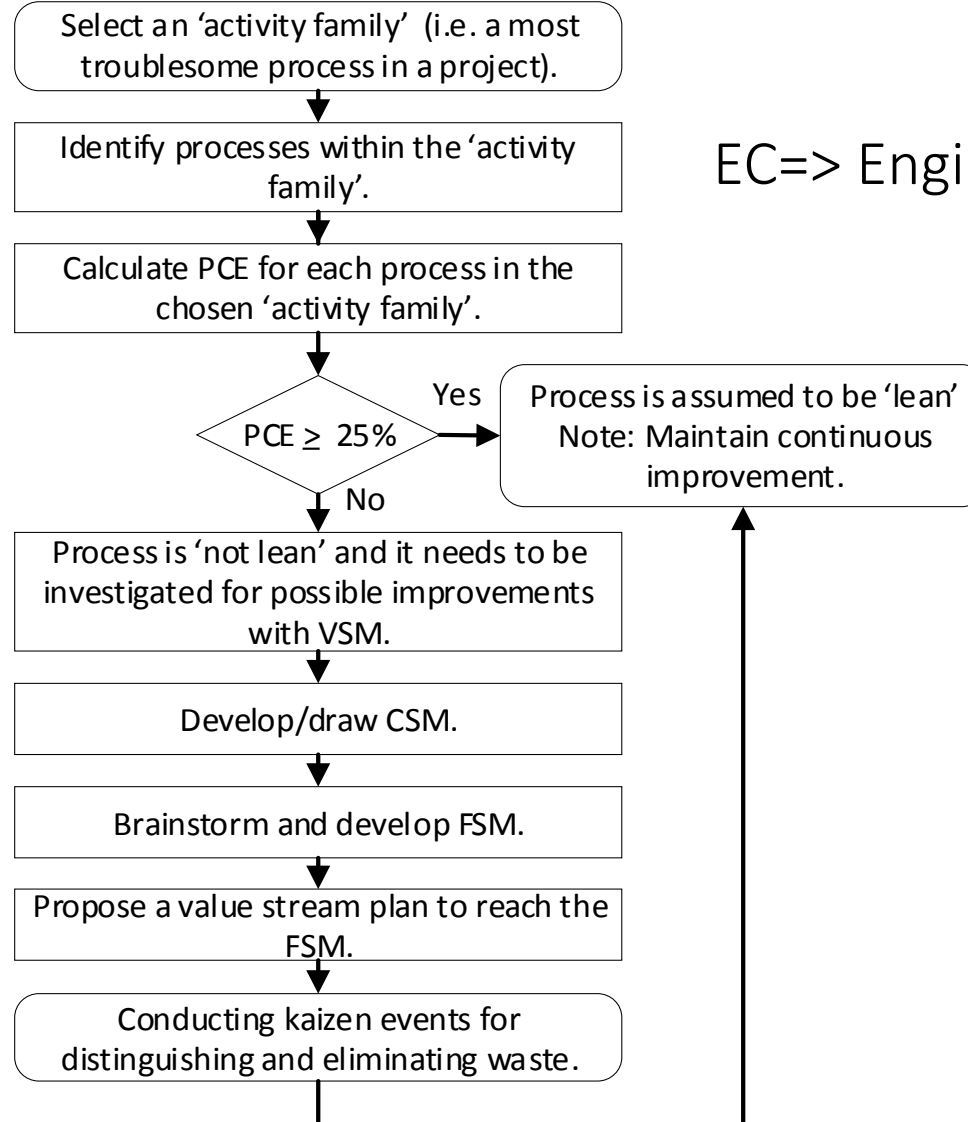 Select an ‘activity family’ (i.e. a most
troublesome process in a project).
Identify processes within the ‘activity
family’.
EC=> Engi
Calculate PCE for each process in the
chosen ‘activity family’.
PCE ≥ 25%
Yes
Process is assumed to be ‘lean’
Note: Maintain continuous
improvement.
No
Process is ‘not lean’ and it needs to be
investigated for possible improvements
with VSM.
Develop/draw CSM.
Brainstorm and develop FSM.
Propose a value stream plan to reach the
FSM.
Conducting kaizen events for
distinguishing and eliminating waste.